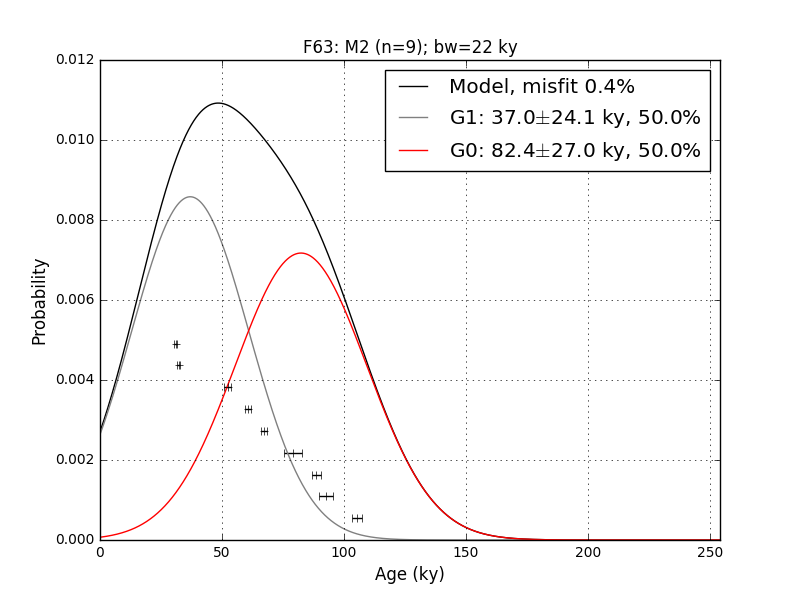 F63: M2 (n=9); bw=22 ky
Model, misfit 0.4%
G1: 37.0±24.1 ky, 50.0%
G0: 82.4±27.0 ky, 50.0%
Probability
0.012
0.010
0.008
0.006
0.004
0.002
0.000
0 50 100 150 200 250
Age (ky)